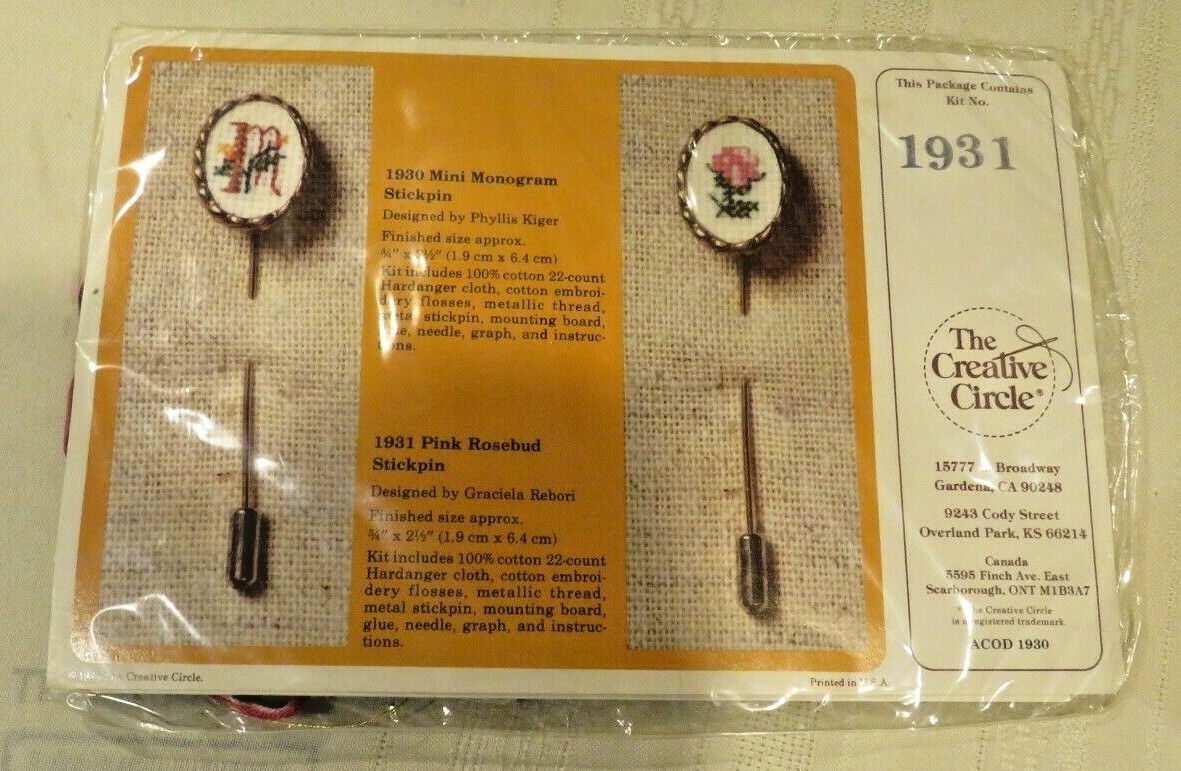 1930 Mini Monogram
Stickpin
Designed by Phyllis Kiger
Finished size approx.
¾" x ½" (1.9 cm x 6.4 cm)
Kit includes 100% cotton 22-count
Hardanger cloth, cotton embroi-
dery flosses, metallic thread,
metal stickpin, mounting board,
glue, needle, graph, and instruc-
tions.
1931 Pink Rosebud
Stickpin
Designed by Graciela Rebori
Finished size approx.
¾" x 2½" (1.9 cm x 6.4 cm)
Kit includes 100% cotton 22-count
Hardanger cloth, cotton embroi-
dery flosses, metallic thread,
metal stickpin, mounting board,
glue, needle, graph, and instruc-
tions.
This Package Contains
Kit No.
1931
The
Creative
Circle®
15777 Broadway
Gardena, CA 90248
9243 Cody Street
Overland Park, KS 66214
Canada
5595 Finch Ave. East
Scarborough, ONT M1B3A7
The Creative Circle
is a registered trademark.
ACOD 1930
© Creative Circle.
Printed in U.S.A.
m